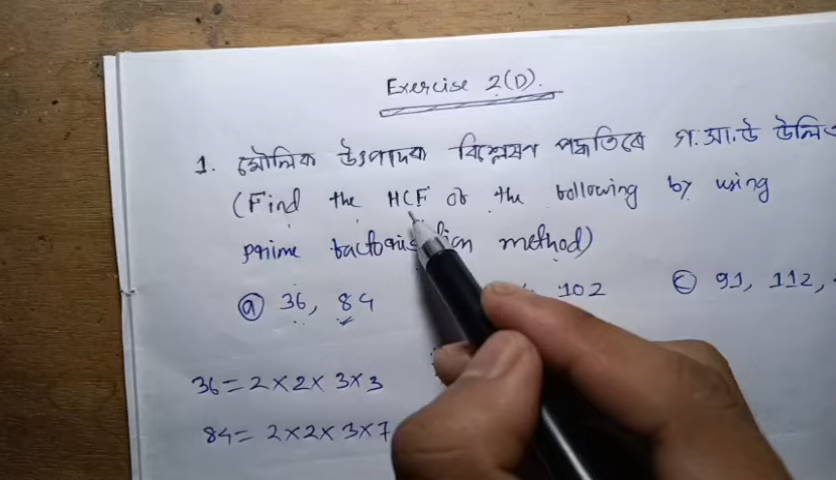 Exercise 2(D).
1. মৌলিক উৎপাদক বিশ্লেষণ পদ্ধতিৰে গ.সা.উ
(Find the HCF of the following by using
prime method)
ⓐ 36, 84 102 ⓒ 91, 112,
36 = 2 × 2 × 3 × 3
84 = 2 × 2 × 3 × 7